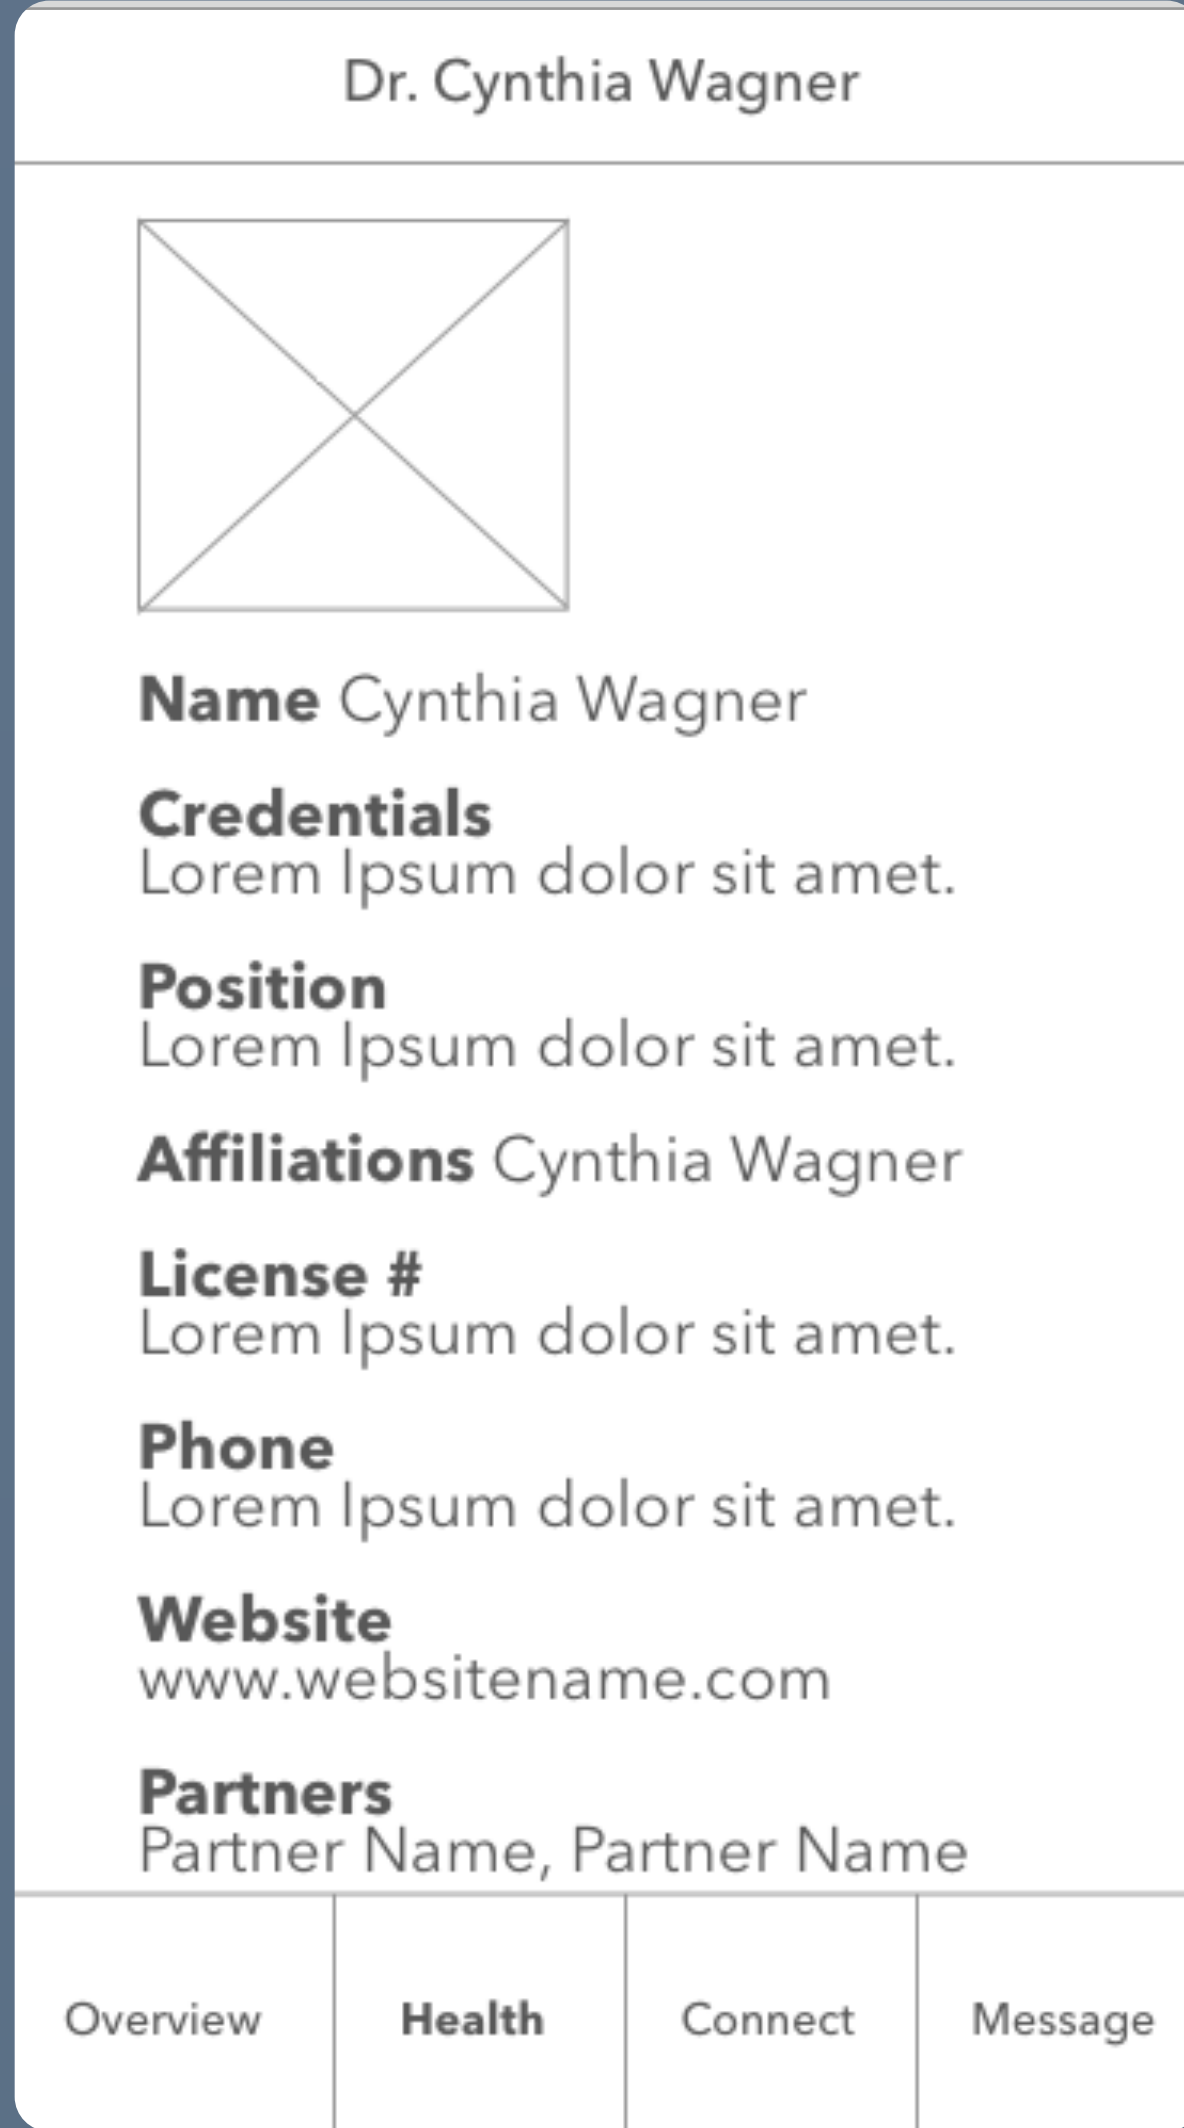 Dr. Cynthia Wagner
Name Cynthia Wagner
Credentials
Lorem Ipsum dolor sit amet.
Position
Lorem Ipsum dolor sit amet.
Affiliations Cynthia Wagner
License #
Lorem Ipsum dolor sit amet.
Phone
Lorem Ipsum dolor sit amet.
Website
www.websitename.com
Partners
Partner Name, Partner Name
Overview Health Connect Message